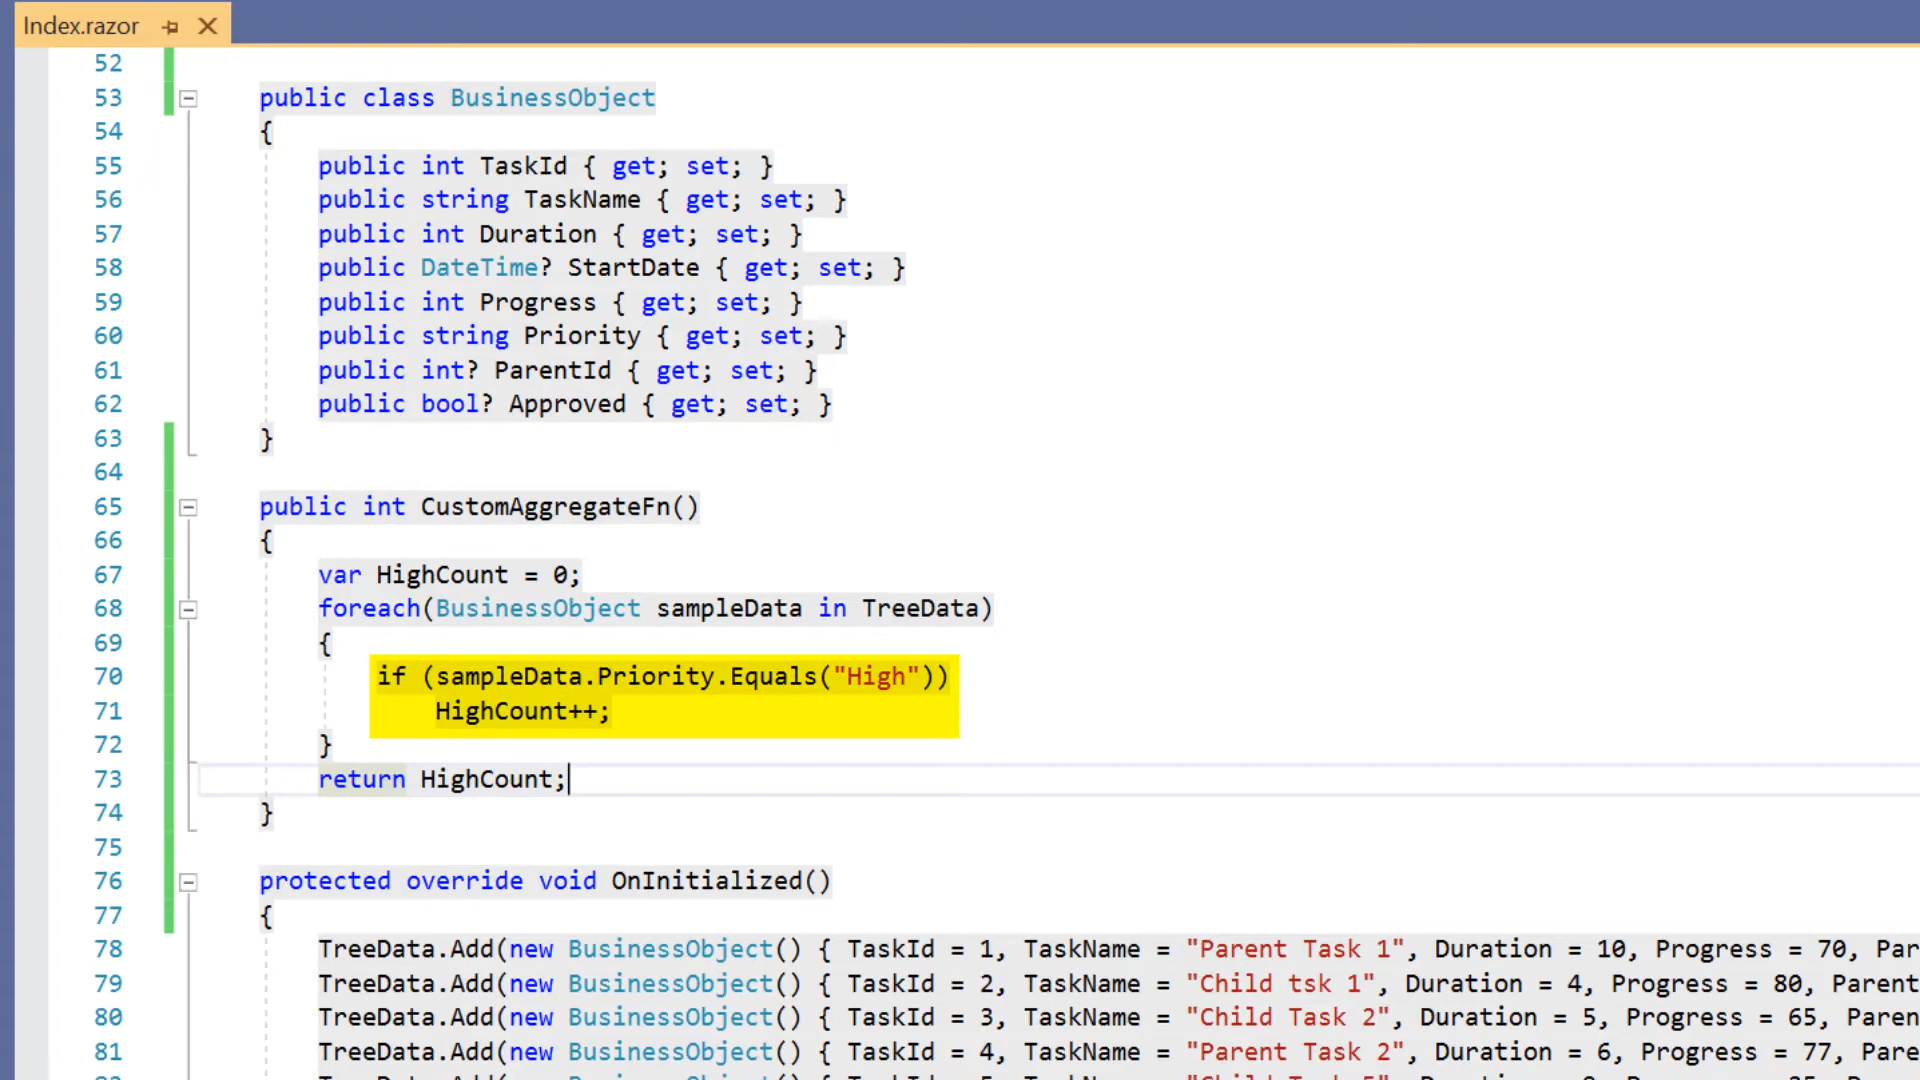 Index.razor
52
53 public class BusinessObject
54 {
55 public int TaskId { get; set; }
56 public string TaskName { get; set; }
57 public int Duration { get; set; }
58 public DateTime? StartDate { get; set; }
59 public int Progress { get; set; }
60 public string Priority { get; set; }
61 public int? ParentId { get; set; }
62 public bool? Approved { get; set; }
63 }
64
65 public int CustomAggregateFn()
66 {
67 var HighCount = 0;
68 foreach(BusinessObject sampleData in TreeData)
69 {
70 if (sampleData.Priority.Equals("High"))
71 HighCount++;
72 }
73 return HighCount;
74 }
75
76 protected override void OnInitialized()
77 {
78 TreeData.Add(new BusinessObject() { TaskId = 1, TaskName = "Parent Task 1", Duration = 10, Progress = 70, Par
79 TreeData.Add(new BusinessObject() { TaskId = 2, TaskName = "Child tsk 1", Duration = 4, Progress = 80, Parent
80 TreeData.Add(new BusinessObject() { TaskId = 3, TaskName = "Child Task 2", Duration = 5, Progress = 65, Paren
81 TreeData.Add(new BusinessObject() { TaskId = 4, TaskName = "Parent Task 2", Duration = 6, Progress = 77, Pare